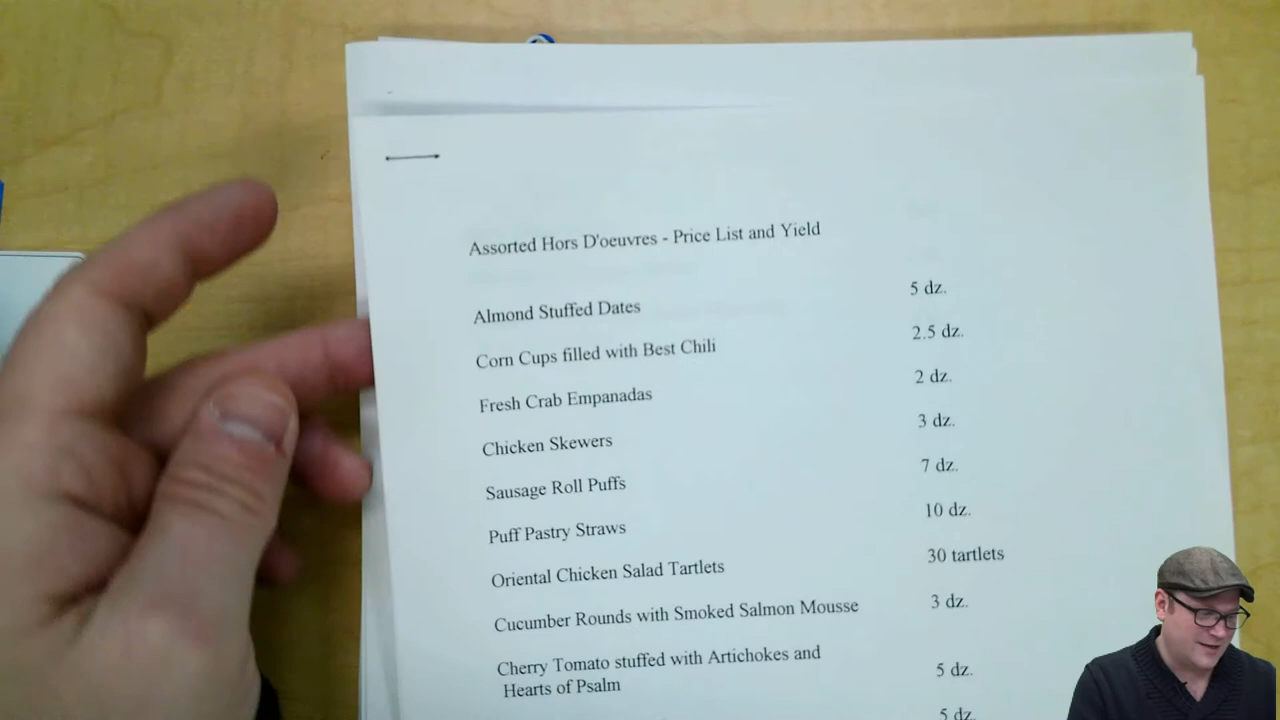 Assorted Hors D'oeuvres - Price List and Yield
Almond Stuffed Dates 5 dz.
Corn Cups filled with Best Chili 2.5 dz.
Fresh Crab Empanadas 2 dz.
Chicken Skewers 3 dz.
Sausage Roll Puffs 7 dz.
Puff Pastry Straws 10 dz.
Oriental Chicken Salad Tartlets 30 tartlets
Cucumber Rounds with Smoked Salmon Mousse 3 dz.
Cherry Tomato stuffed with Artichokes and
Hearts of Psalm 5 dz.
5 dz.